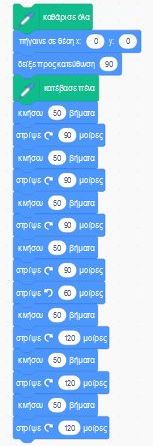 καθάρισε όλα
πήγαινε σε θέση x: 0 y: 0
δείξε προς κατεύθυνση 90
κατέβασε πένα
κινήσου 50 βήματα
στρίψε 90 μοίρες
κινήσου 50 βήματα
στρίψε 90 μοίρες
κινήσου 50 βήματα
στρίψε 90 μοίρες
κινήσου 50 βήματα
στρίψε 90 μοίρες
στρίψε 60 μοίρες
κινήσου 50 βήματα
στρίψε 120 μοίρες
κινήσου 50 βήματα
στρίψε 120 μοίρες
κινήσου 50 βήματα
στρίψε 120 μοίρες